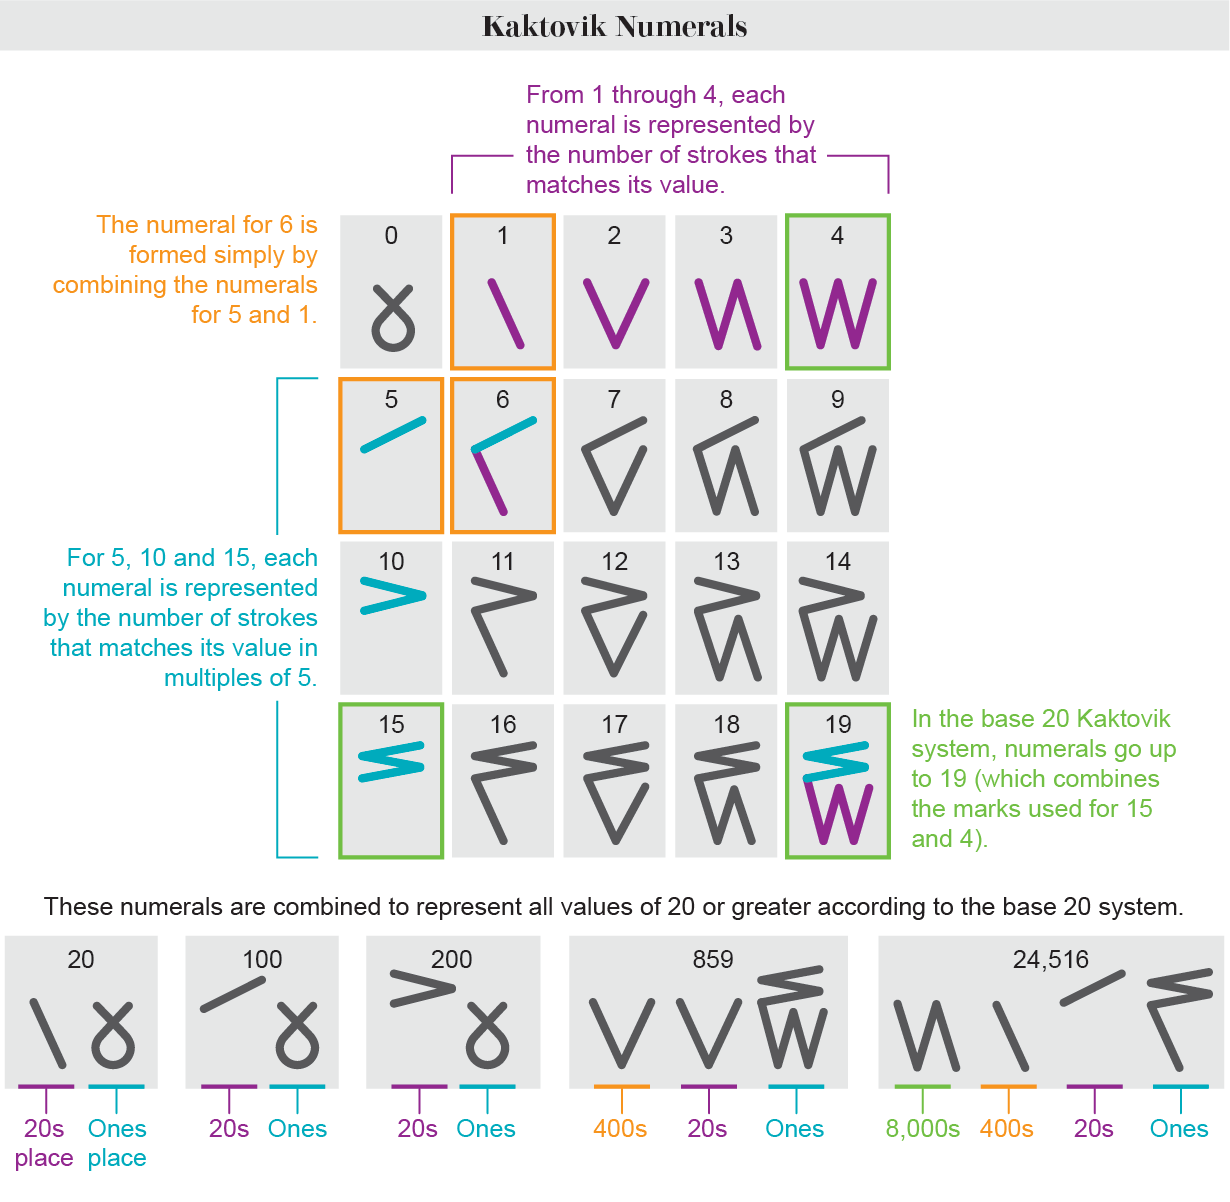 Kaktovik Numerals
From 1 through 4, each
numeral is represented by
the number of strokes that
matches its value.
The numeral for 6 is
formed simply by
combining the numerals
for 5 and 1.
0 1 2 3 4
𝋀 𝋁 𝋂 𝋃 𝋄
5 6 7 8 9
𝋅 𝋆 𝋇 𝋈 𝋉
For 5, 10 and 15, each
numeral is represented
by the number of strokes
that matches its value in
multiples of 5.
10 11 12 13 14
𝋊 𝋋 𝋌 𝋍 𝋎
15 16 17 18 19
𝋏 𝋐 𝋑 𝋒 𝋓
In the base 20 Kaktovik
system, numerals go up
to 19 (which combines
the marks used for 15
and 4).
These numerals are combined to represent all values of 20 or greater according to the base 20 system.
20 100 200 859 24,516
𝋁𝋀 𝋅𝋀 𝋊𝋀 𝋂𝋂𝋓 𝋃𝋁𝋅𝋐
20s Ones 20s Ones 20s Ones 400s 20s Ones 8,000s 400s 20s Ones
place place